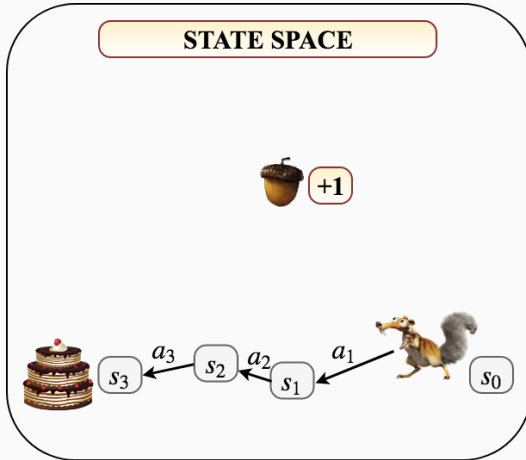 STATE SPACE
+1
a₃ a₂ a₁
s₃ s₂ s₁ s₀